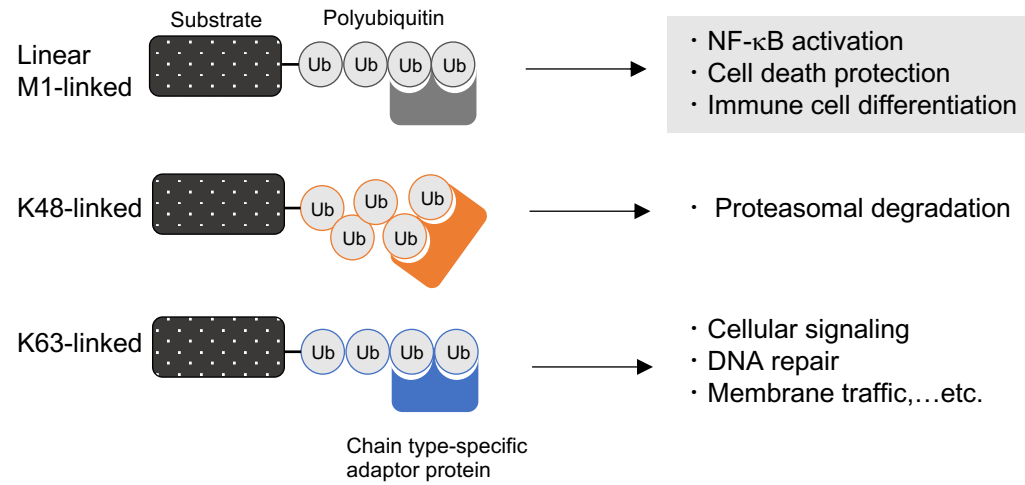 Substrate
Polyubiquitin
Linear
M1-linked
Ub Ub Ub Ub
· NF-κB activation
· Cell death protection
· Immune cell differentiation
K48-linked
Ub Ub Ub Ub Ub
· Proteasomal degradation
K63-linked
Ub Ub Ub Ub
· Cellular signaling
· DNA repair
· Membrane traffic,…etc.
Chain type-specific
adaptor protein